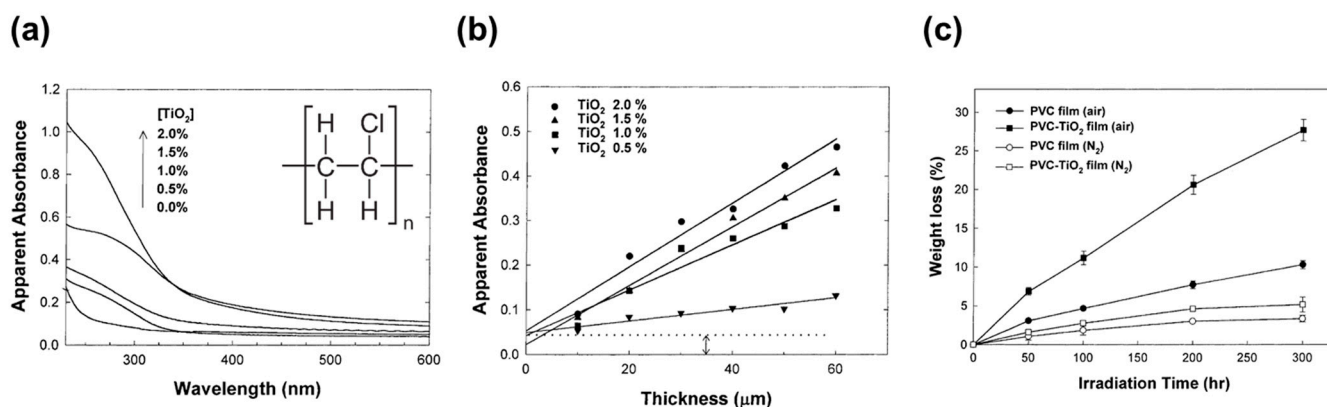 (a)
1.2
1.0
0.8
0.6
0.4
0.2
0.0
Apparent Absorbance
[TiO2]
2.0%
1.5%
1.0%
0.5%
0.0%
H Cl
C C
H H
n
300 400 500 600
Wavelength (nm)
(b)
0.6
0.5
0.4
0.3
0.2
0.1
0.0
Apparent Absorbance
TiO2 2.0 %
TiO2 1.5 %
TiO2 1.0 %
TiO2 0.5 %
0 20 40 60
Thickness (μm)
(c)
30
25
20
15
10
5
0
Weight loss (%)
PVC film (air)
PVC-TiO2 film (air)
PVC film (N2)
PVC-TiO2 film (N2)
0 50 100 200 300
Irradiation Time (hr)